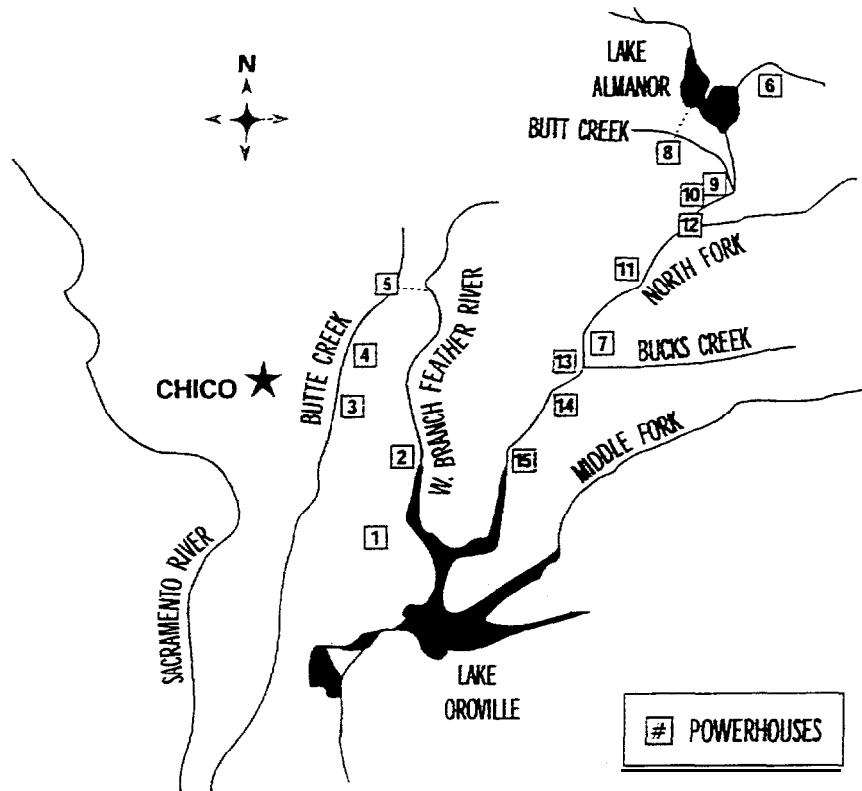 N
LAKE
ALMANOR
6
BUTT CREEK
8
9
10
12
11
NORTH FORK
5
W. BRANCH FEATHER RIVER
BUTTE CREEK
4
7
13
BUCKS CREEK
CHICO
3
14
MIDDLE FORK
2
15
1
SACRAMENTO RIVER
LAKE
OROVILLE
# POWERHOUSES